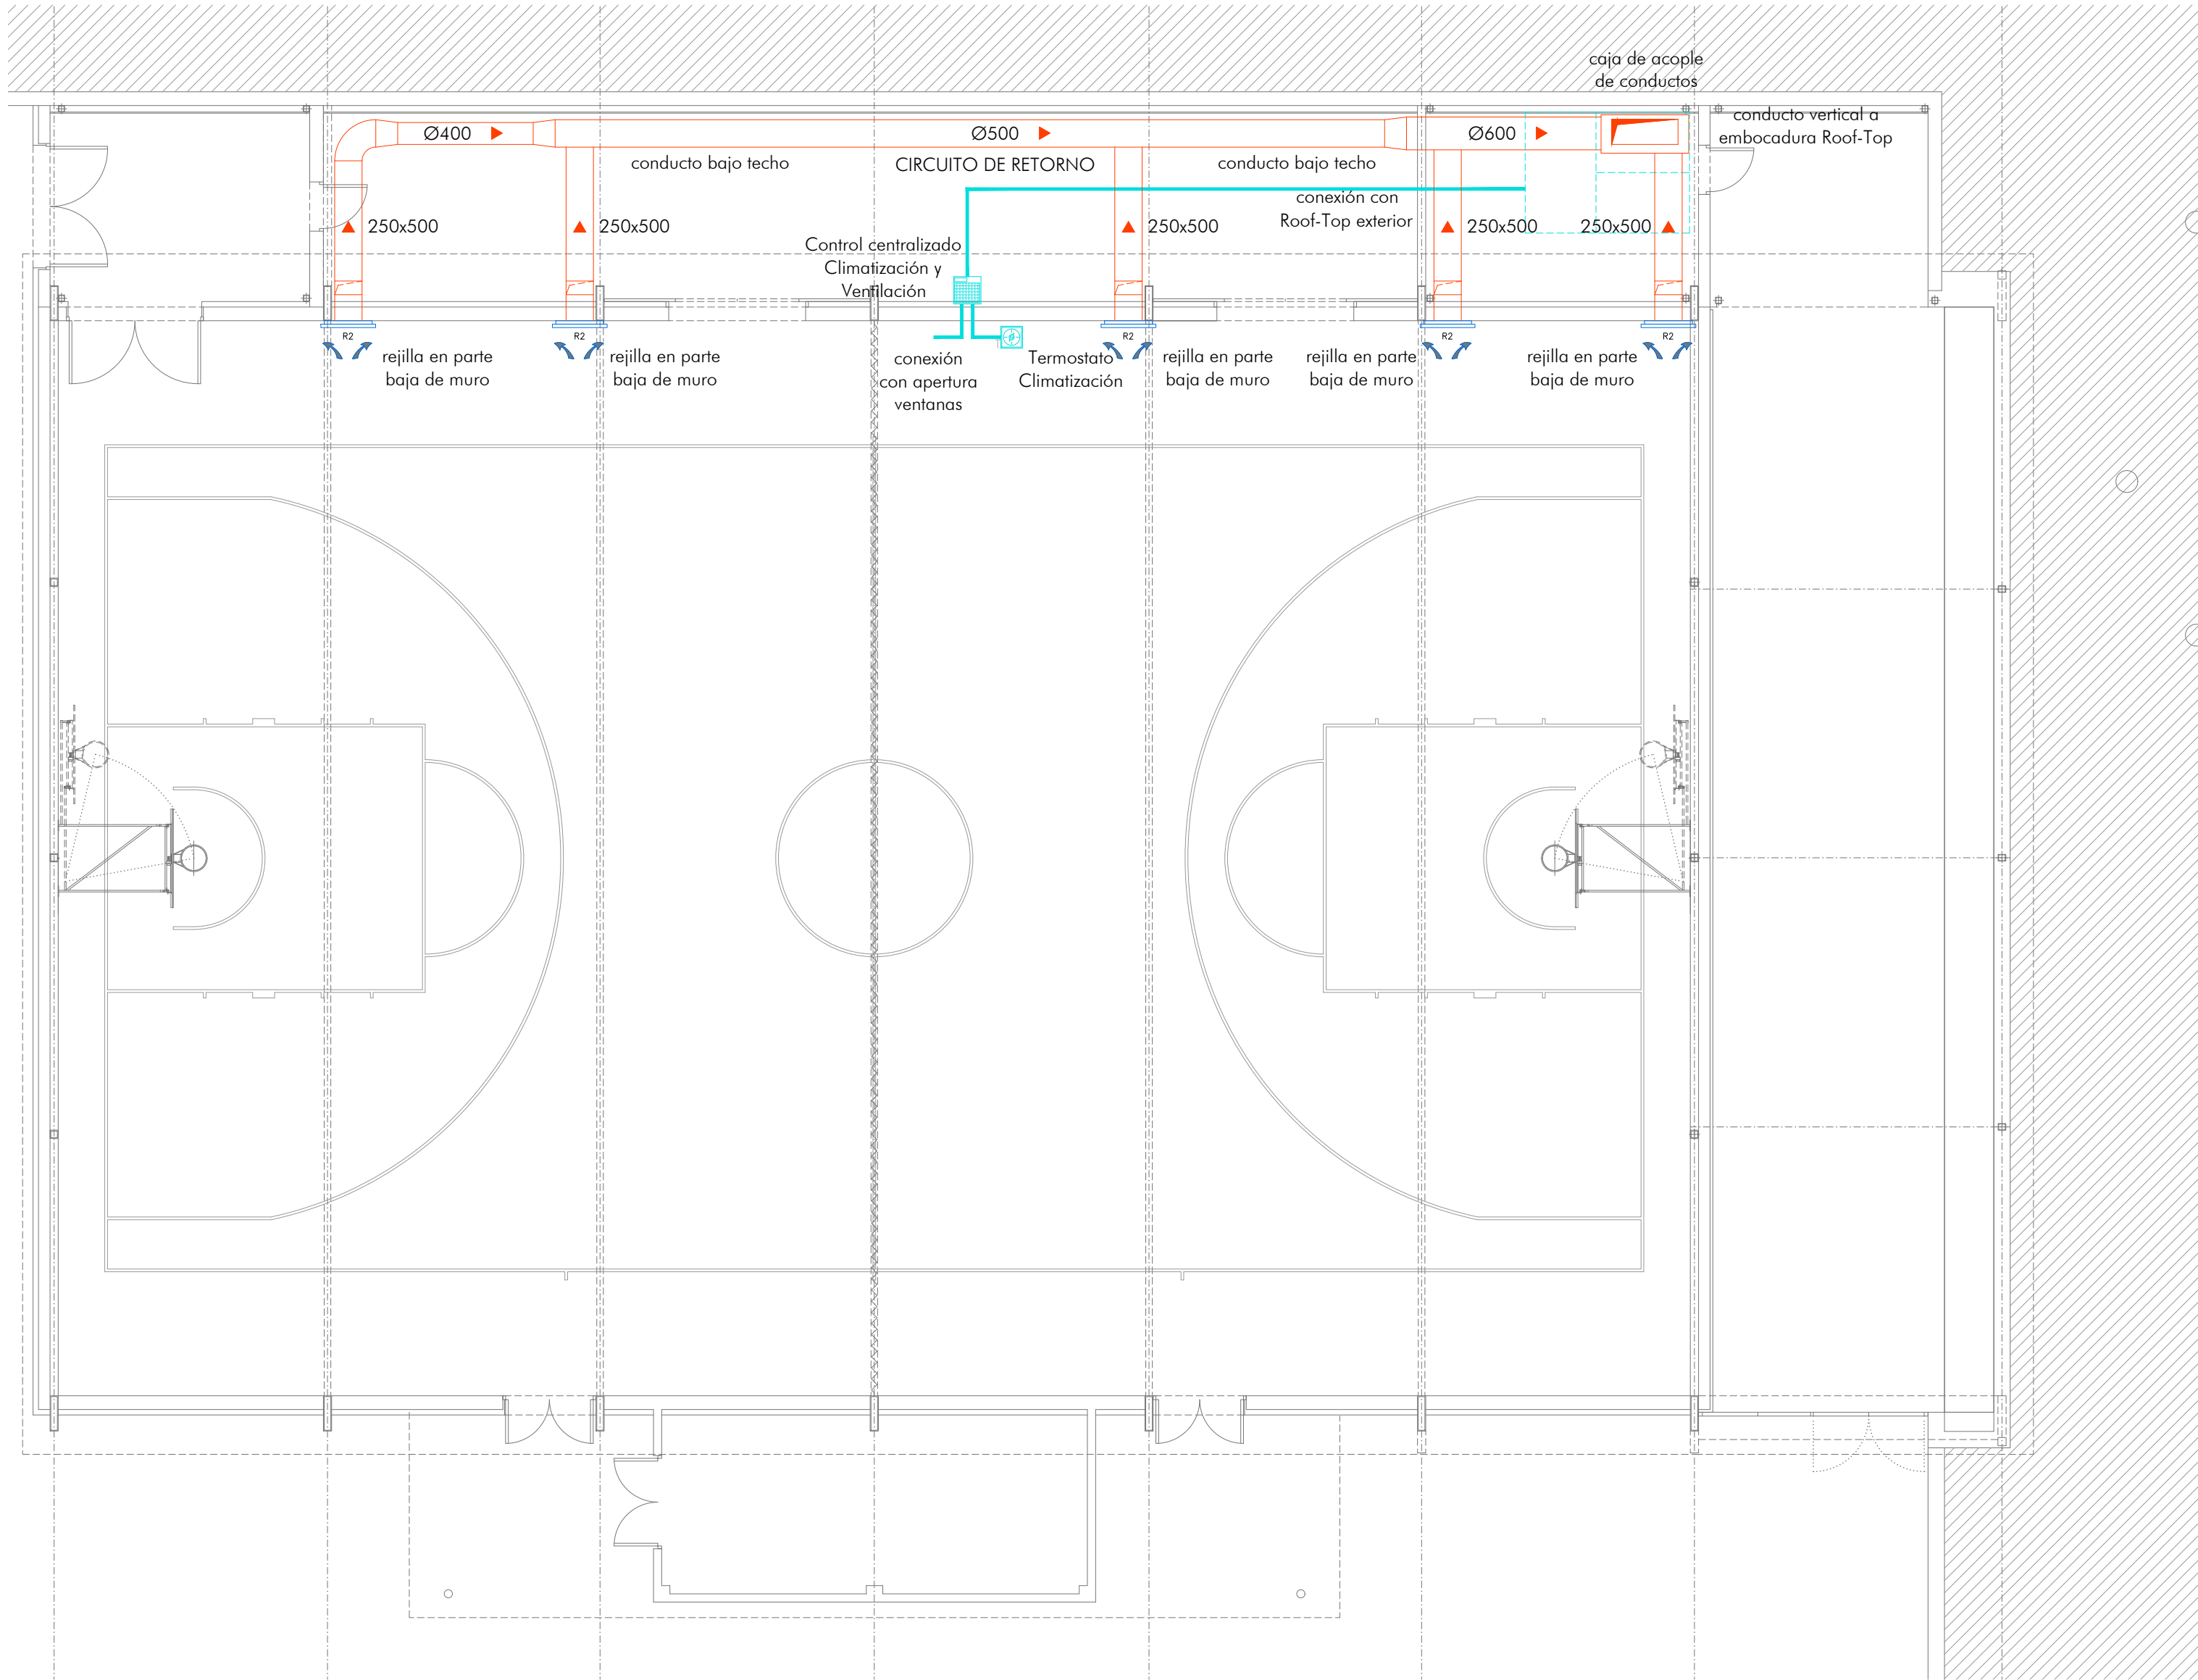 caja de acople
de conductos
conducto vertical a
embocadura Roof-Top
Ø400
Ø500
Ø600
conducto bajo techo
CIRCUITO DE RETORNO
conducto bajo techo
conexión con
Roof-Top exterior
250x500
250x500
250x500
250x500
250x500
Control centralizado
Climatización y
Ventilación
R2
R2
R2
R2
R2
rejilla en parte
baja de muro
rejilla en parte
baja de muro
conexión
con apertura
ventanas
Termostato
Climatización
rejilla en parte
baja de muro
rejilla en parte
baja de muro
rejilla en parte
baja de muro